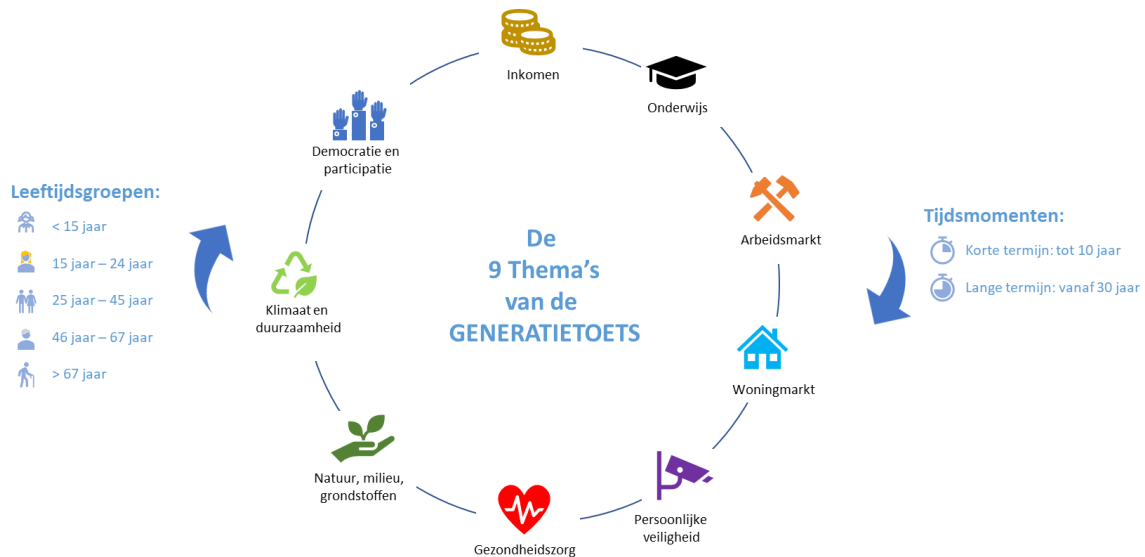 Inkomen
Onderwijs
Democratie en
participatie
Leeftijdsgroepen:
< 15 jaar
15 jaar – 24 jaar
25 jaar – 45 jaar
46 jaar – 67 jaar
> 67 jaar
Klimaat en
duurzaamheid
De
9 Thema's
van de
GENERATIETOETS
Arbeidsmarkt
Tijdsmomenten:
Korte termijn: tot 10 jaar
Lange termijn: vanaf 30 jaar
Woningmarkt
Natuur, milieu,
grondstoffen
Gezondheidszorg
Persoonlijke
veiligheid